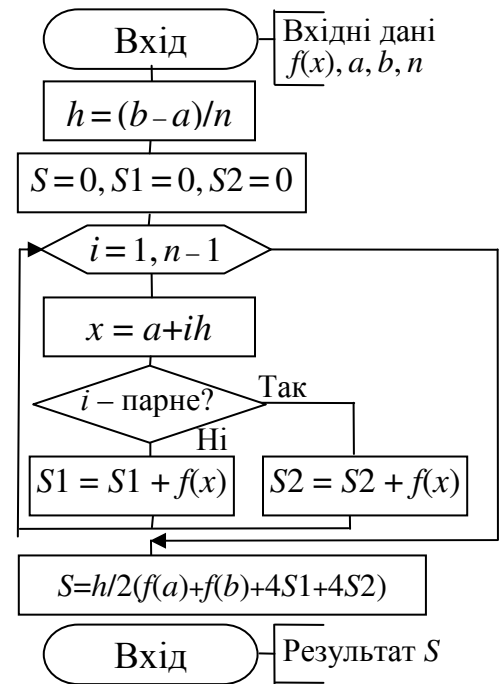 Вхід
Вхідні дані
f(x), a, b, n
h = (b – a)/n
S = 0, S1 = 0, S2 = 0
i = 1, n – 1
x = a+ih
i – парне?
Так
Ні
S1 = S1 + f(x)
S2 = S2 + f(x)
S=h/2(f(a)+f(b)+4S1+4S2)
Вхід
Результат S